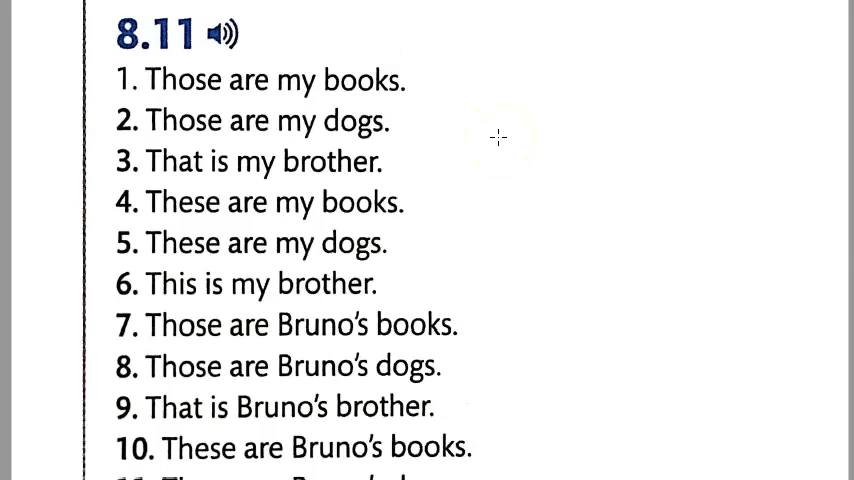 8.11
1. Those are my books.
2. Those are my dogs.
3. That is my brother.
4. These are my books.
5. These are my dogs.
6. This is my brother.
7. Those are Bruno's books.
8. Those are Bruno's dogs.
9. That is Bruno's brother.
10. These are Bruno's books.